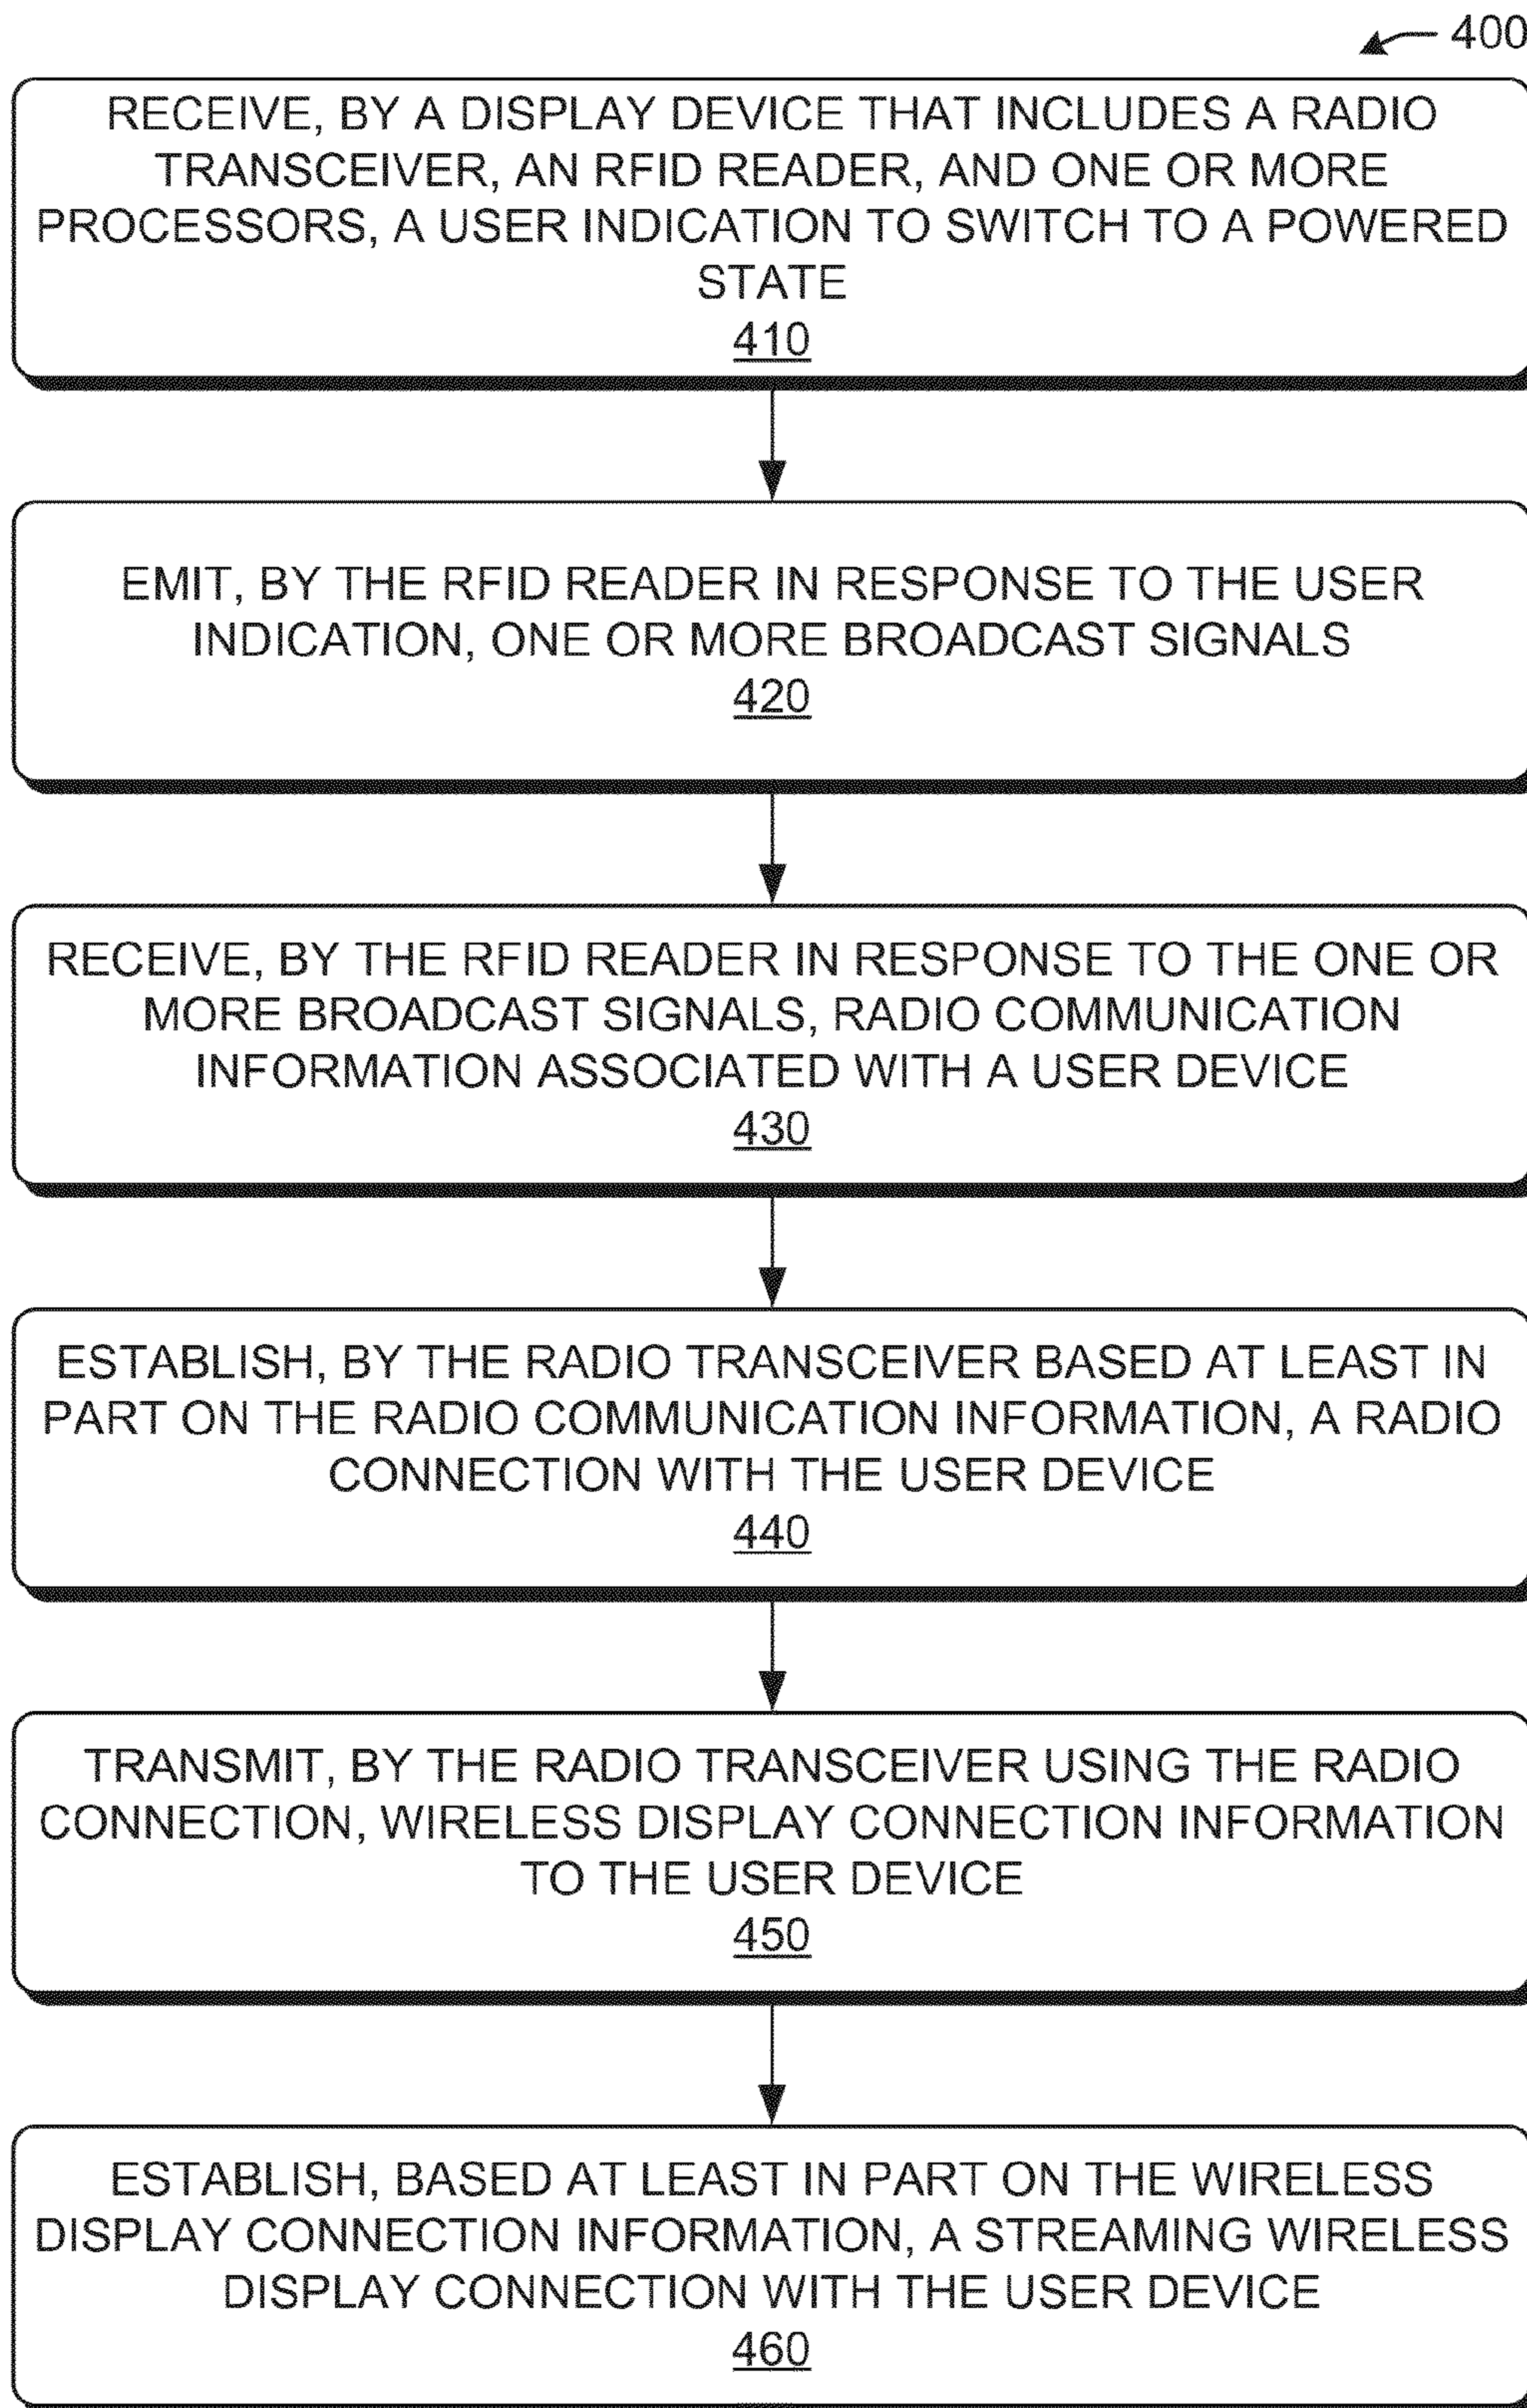 400
RECEIVE, BY A DISPLAY DEVICE THAT INCLUDES A RADIO
TRANSCEIVER, AN RFID READER, AND ONE OR MORE
PROCESSORS, A USER INDICATION TO SWITCH TO A POWERED
STATE
410
EMIT, BY THE RFID READER IN RESPONSE TO THE USER
INDICATION, ONE OR MORE BROADCAST SIGNALS
420
RECEIVE, BY THE RFID READER IN RESPONSE TO THE ONE OR
MORE BROADCAST SIGNALS, RADIO COMMUNICATION
INFORMATION ASSOCIATED WITH A USER DEVICE
430
ESTABLISH, BY THE RADIO TRANSCEIVER BASED AT LEAST IN
PART ON THE RADIO COMMUNICATION INFORMATION, A RADIO
CONNECTION WITH THE USER DEVICE
440
TRANSMIT, BY THE RADIO TRANSCEIVER USING THE RADIO
CONNECTION, WIRELESS DISPLAY CONNECTION INFORMATION
TO THE USER DEVICE
450
ESTABLISH, BASED AT LEAST IN PART ON THE WIRELESS
DISPLAY CONNECTION INFORMATION, A STREAMING WIRELESS
DISPLAY CONNECTION WITH THE USER DEVICE
460